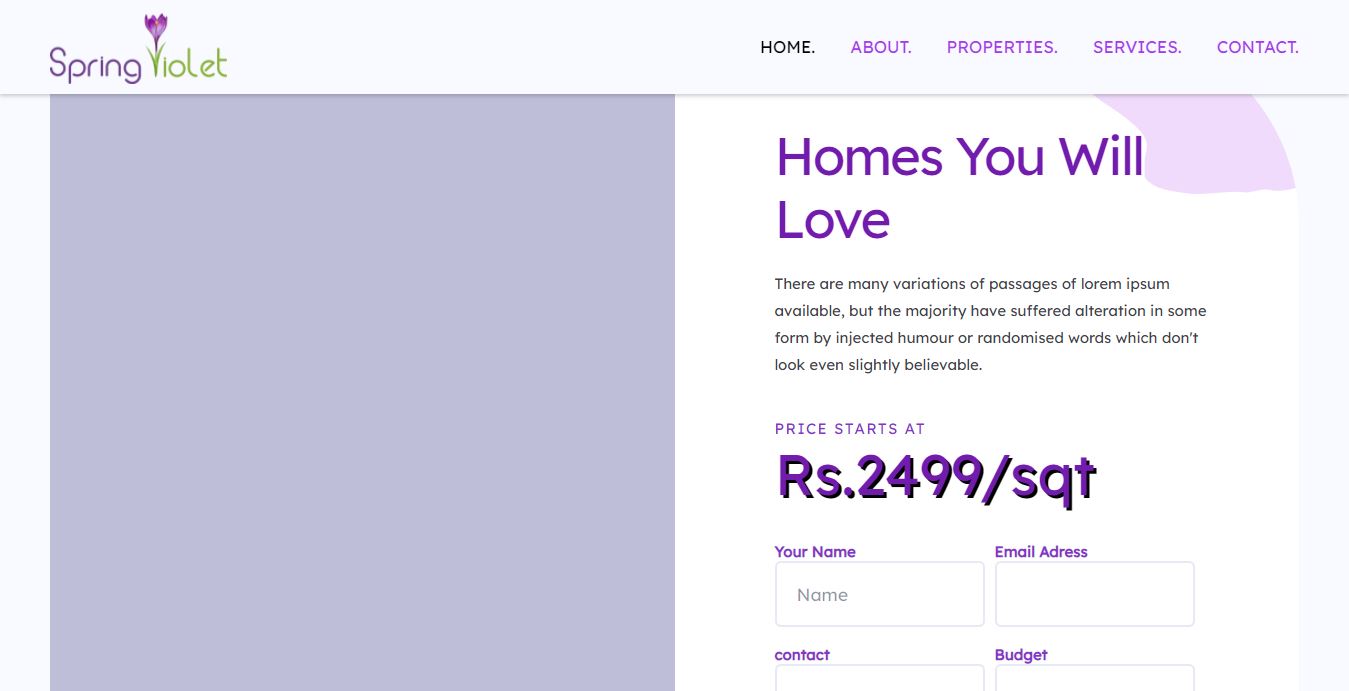 Spring Violet
HOME. ABOUT. PROPERTIES. SERVICES. CONTACT.
Homes You Will
Love
There are many variations of passages of lorem ipsum
available, but the majority have suffered alteration in some
form by injected humour or randomised words which don't
look even slightly believable.
PRICE STARTS AT
Rs.2499/sqt
Your Name Email Adress
Name
contact Budget